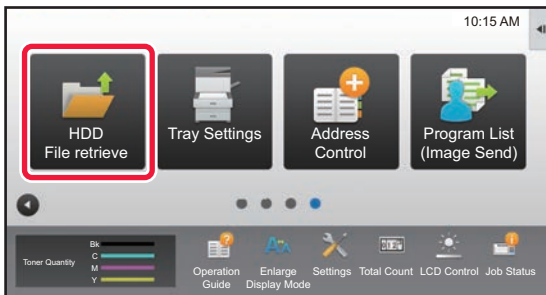 10:15 AM
HDD
File retrieve
Tray Settings
Address
Control
Program List
(Image Send)
Toner Quantity
Bk
C
M
Y
Operation
Guide
Enlarge
Display Mode
Settings
Total Count
LCD Control
Job Status